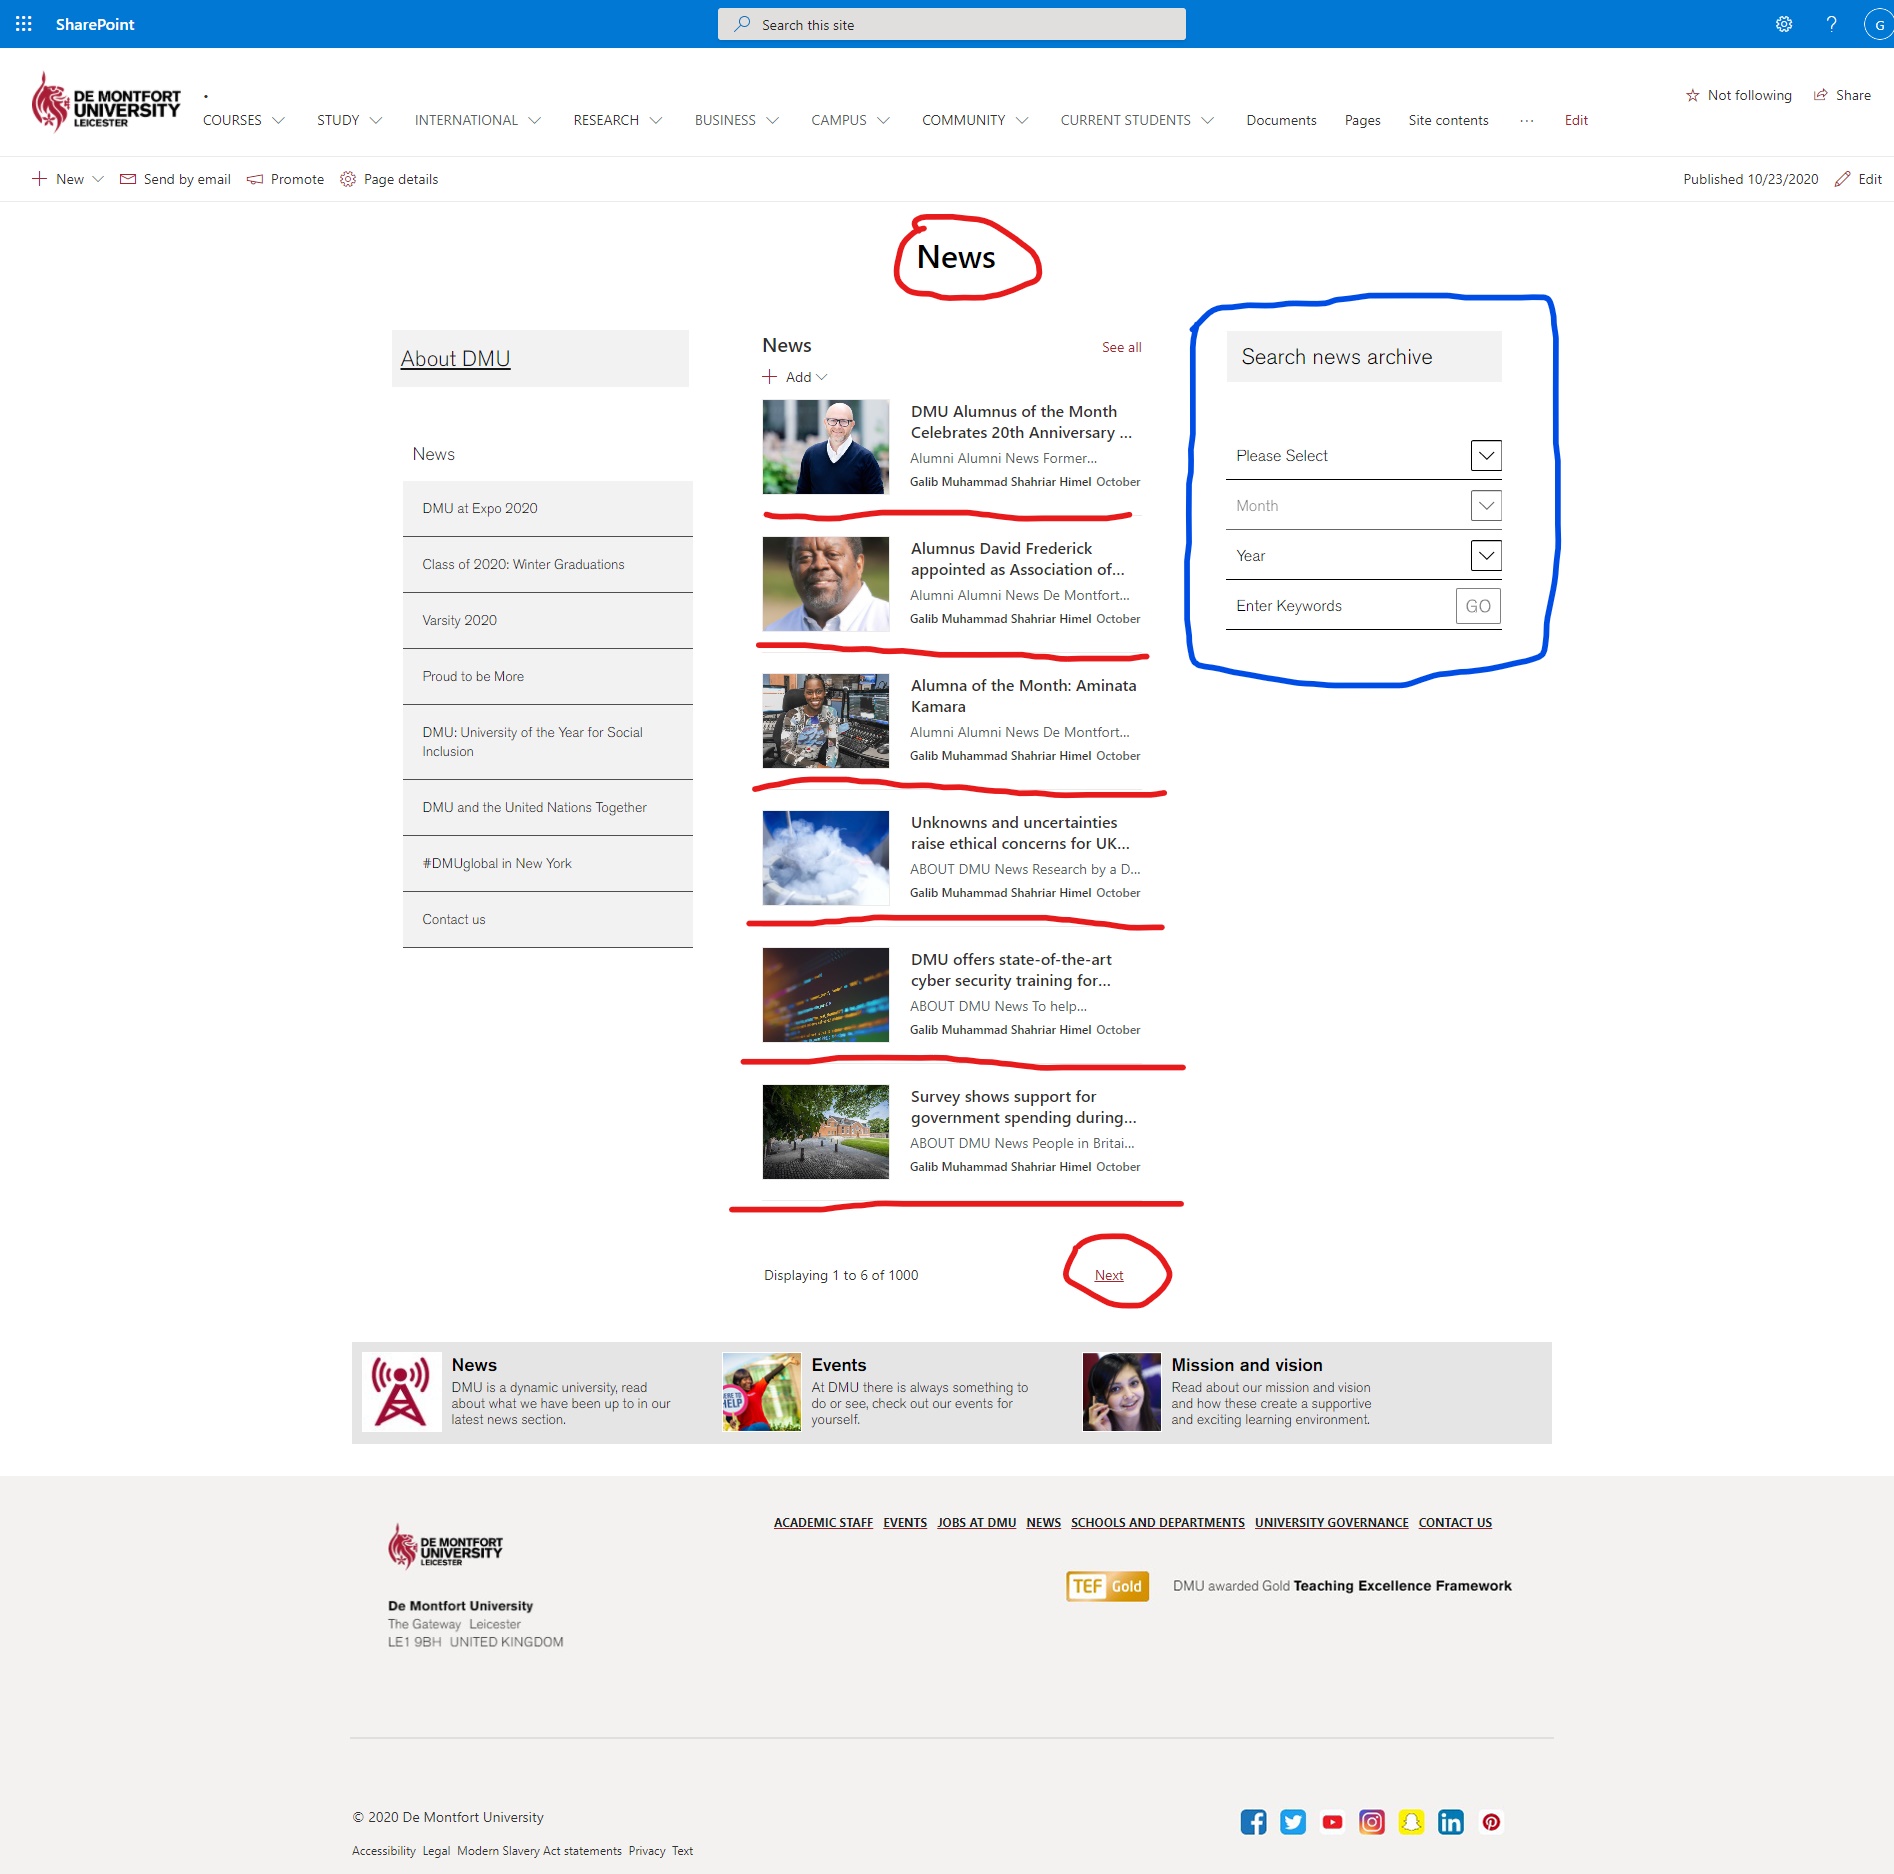 SharePoint
Search this site
?
G
DE MONTFORT
UNIVERSITY
LEICESTER
.
COURSES STUDY INTERNATIONAL RESEARCH BUSINESS CAMPUS COMMUNITY CURRENT STUDENTS Documents Pages Site contents ... Edit
Not following Share
New Send by email Promote Page details
Published 10/23/2020 Edit
News
About DMU
News
DMU at Expo 2020
Class of 2020: Winter Graduations
Varsity 2020
Proud to be More
DMU: University of the Year for Social
Inclusion
DMU and the United Nations Together
#DMUglobal in New York
Contact us
News See all
Add
DMU Alumnus of the Month
Celebrates 20th Anniversary ...
Alumni Alumni News Former...
Galib Muhammad Shahriar Himel October
Alumnus David Frederick
appointed as Association of...
Alumni Alumni News De Montfort...
Galib Muhammad Shahriar Himel October
Alumna of the Month: Aminata
Kamara
Alumni Alumni News De Montfort...
Galib Muhammad Shahriar Himel October
Unknowns and uncertainties
raise ethical concerns for UK...
ABOUT DMU News Research by a D...
Galib Muhammad Shahriar Himel October
DMU offers state-of-the-art
cyber security training for...
ABOUT DMU News To help...
Galib Muhammad Shahriar Himel October
Survey shows support for
government spending during...
ABOUT DMU News People in Britai...
Galib Muhammad Shahriar Himel October
Displaying 1 to 6 of 1000 Next
Search news archive
Please Select
Month
Year
Enter Keywords GO
News
DMU is a dynamic university, read
about what we have been up to in our
latest news section.
HELP
Events
At DMU there is always something to
do or see, check out our events for
yourself.
Mission and vision
Read about our mission and vision
and how these create a supportive
and exciting learning environment.
DE MONTFORT
UNIVERSITY
LEICESTER
De Montfort University
The Gateway Leicester
LE1 9BH UNITED KINGDOM
ACADEMIC STAFF EVENTS JOBS AT DMU NEWS SCHOOLS AND DEPARTMENTS UNIVERSITY GOVERNANCE CONTACT US
TEF Gold DMU awarded Gold Teaching Excellence Framework
© 2020 De Montfort University
Accessibility Legal Modern Slavery Act statements Privacy Text